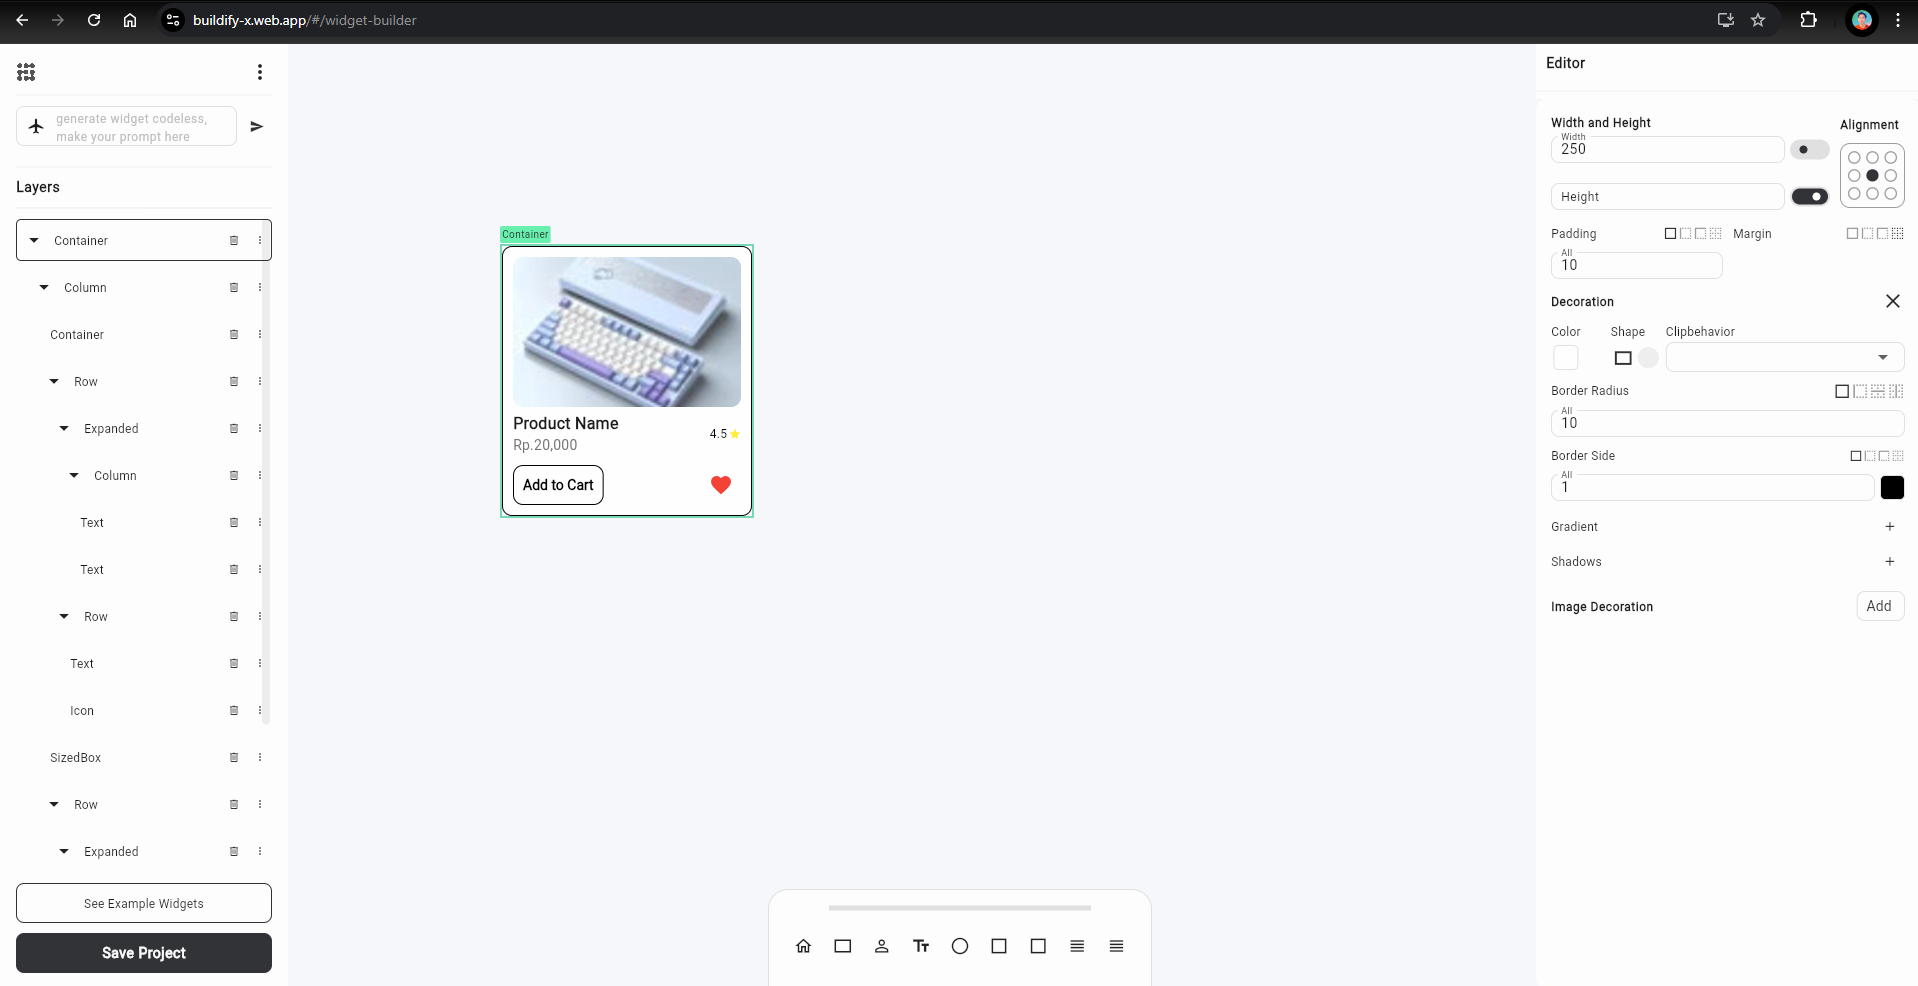 buildify-x.web.app/#/widget-builder
generate widget codeless,
make your prompt here
Layers
Container
Column
Container
Row
Expanded
Column
Text
Text
Row
Text
Icon
SizedBox
Row
Expanded
See Example Widgets
Save Project
Container
Product Name
Rp.20,000
4.5
Add to Cart
Tт
Editor
Width and Height
Alignment
Width
250
Height
Padding
Margin
All
10
Decoration
Color
Shape
Clipbehavior
Border Radius
All
10
Border Side
All
1
Gradient
Shadows
Image Decoration
Add